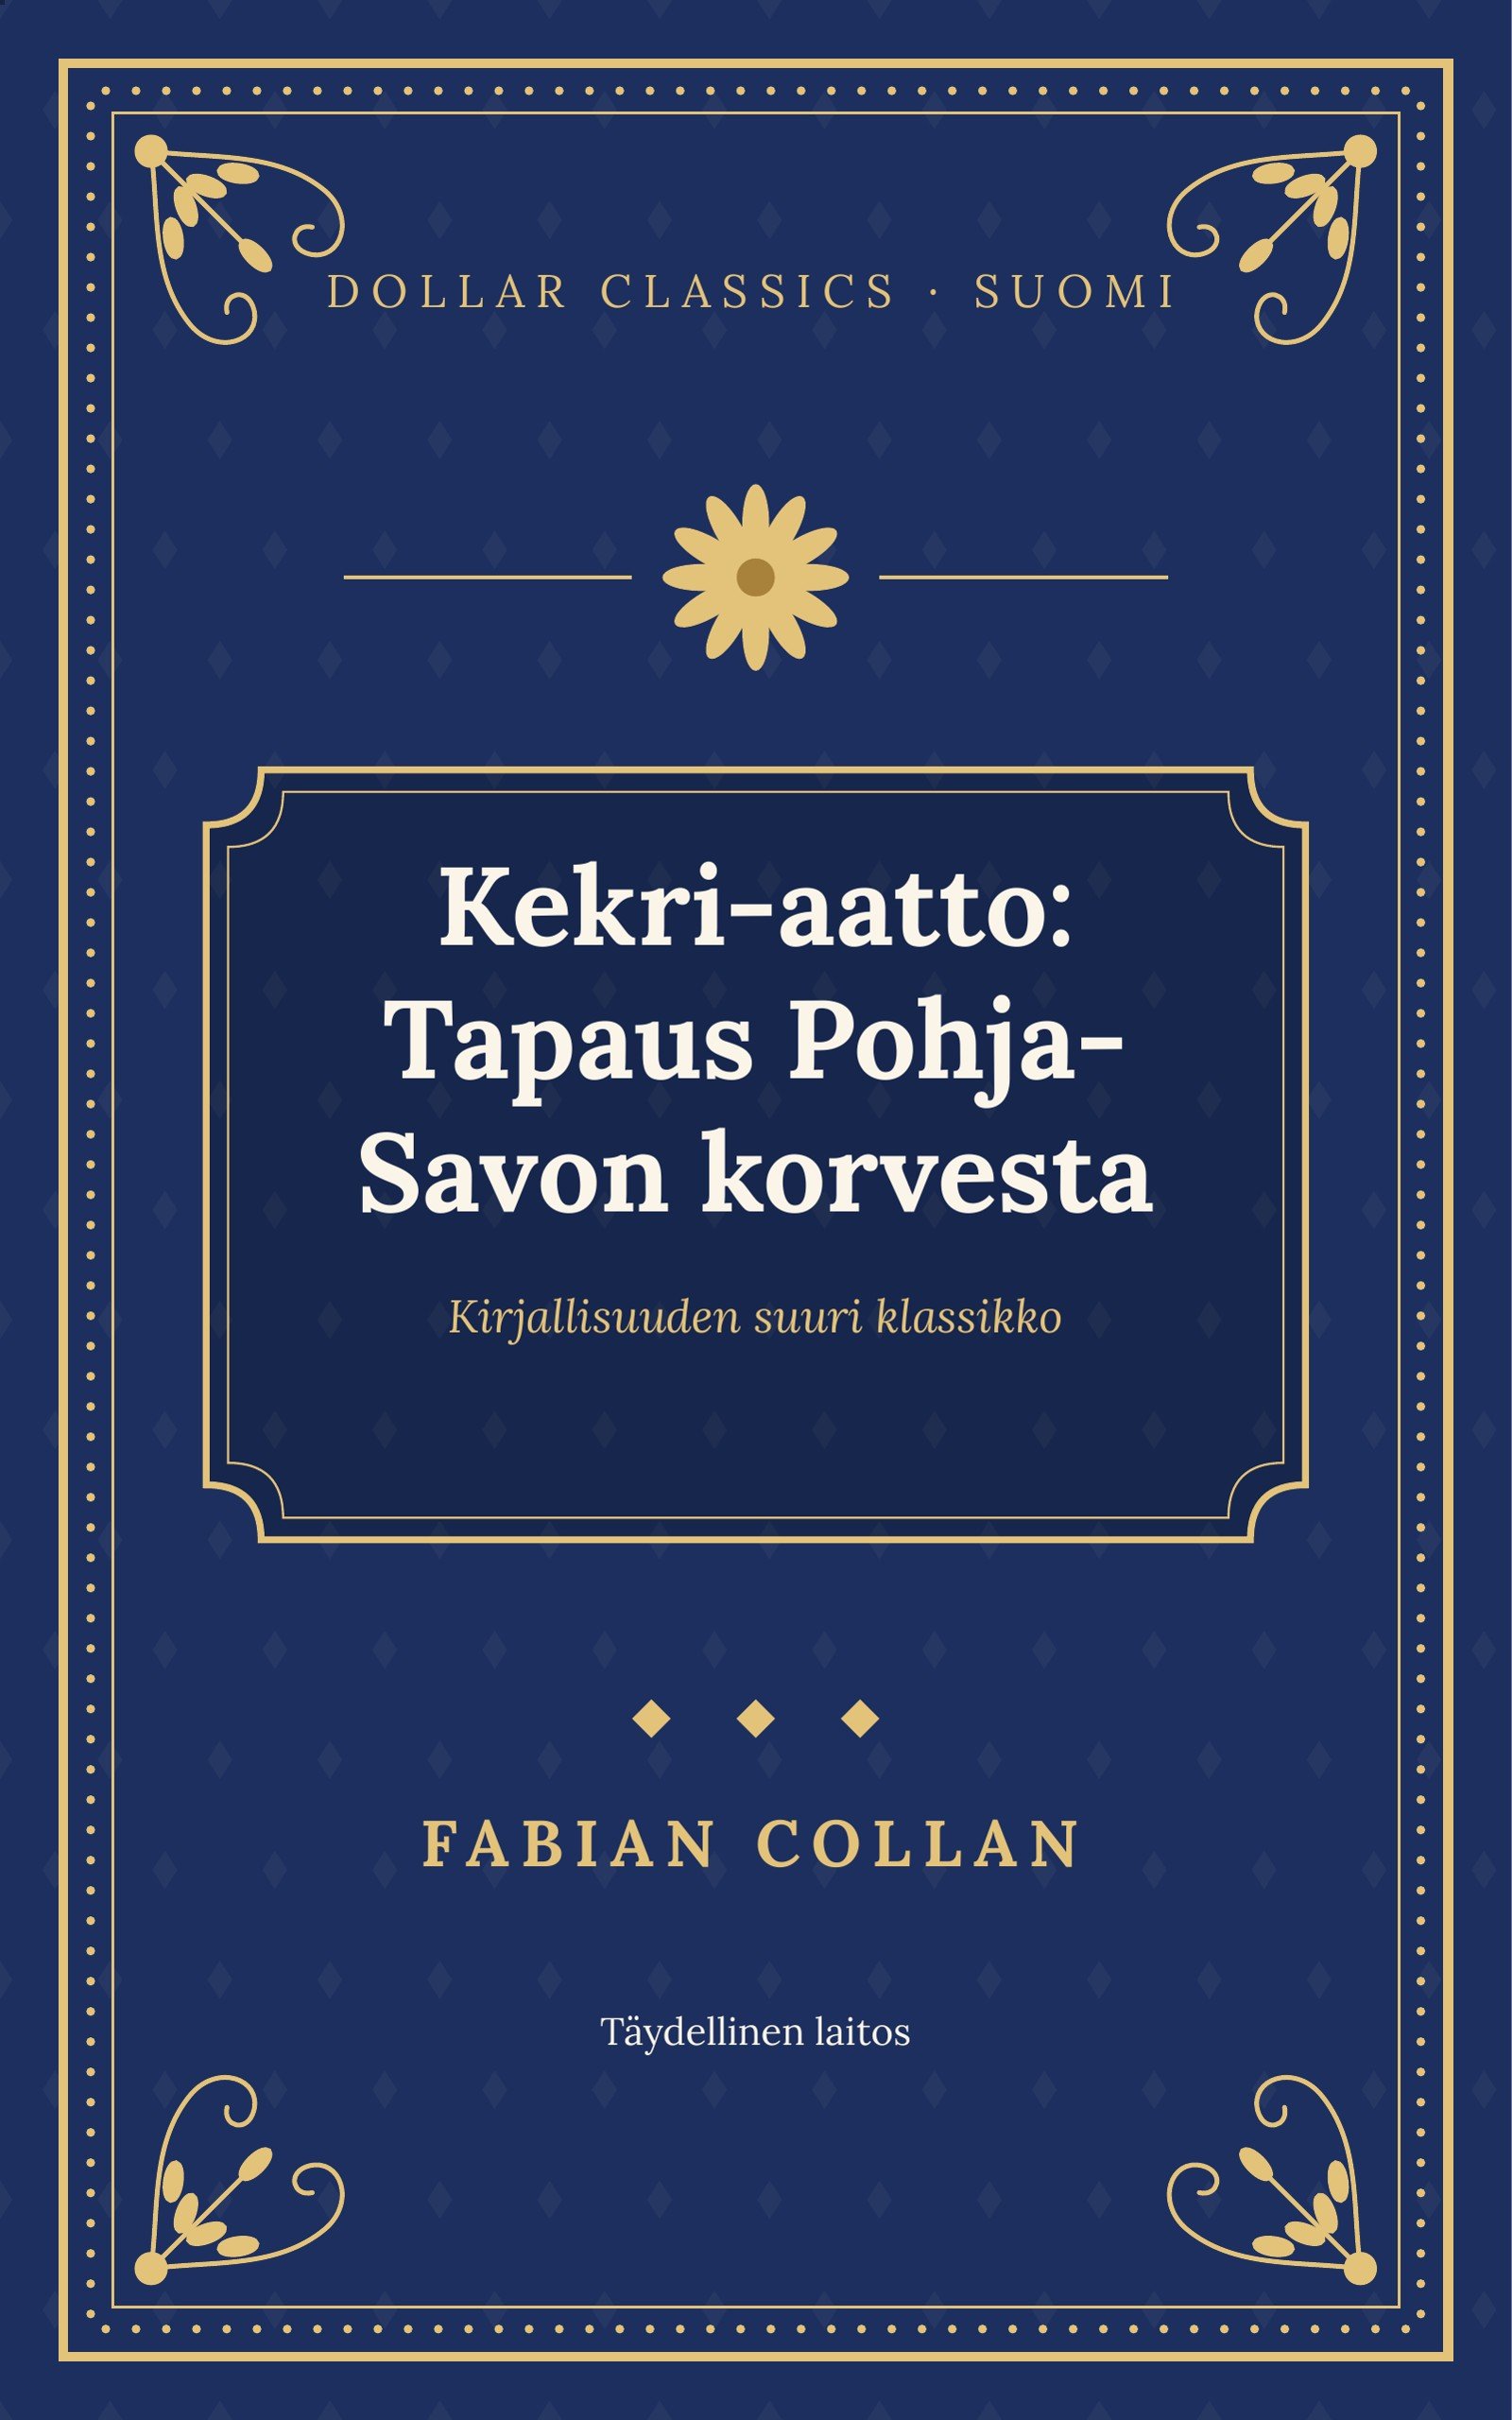 DOLLAR CLASSICS · SUOMI
Kekri-aatto:
Tapaus Pohja-
Savon korvesta
Kirjallisuuden suuri klassikko
FABIAN COLLAN
Täydellinen laitos